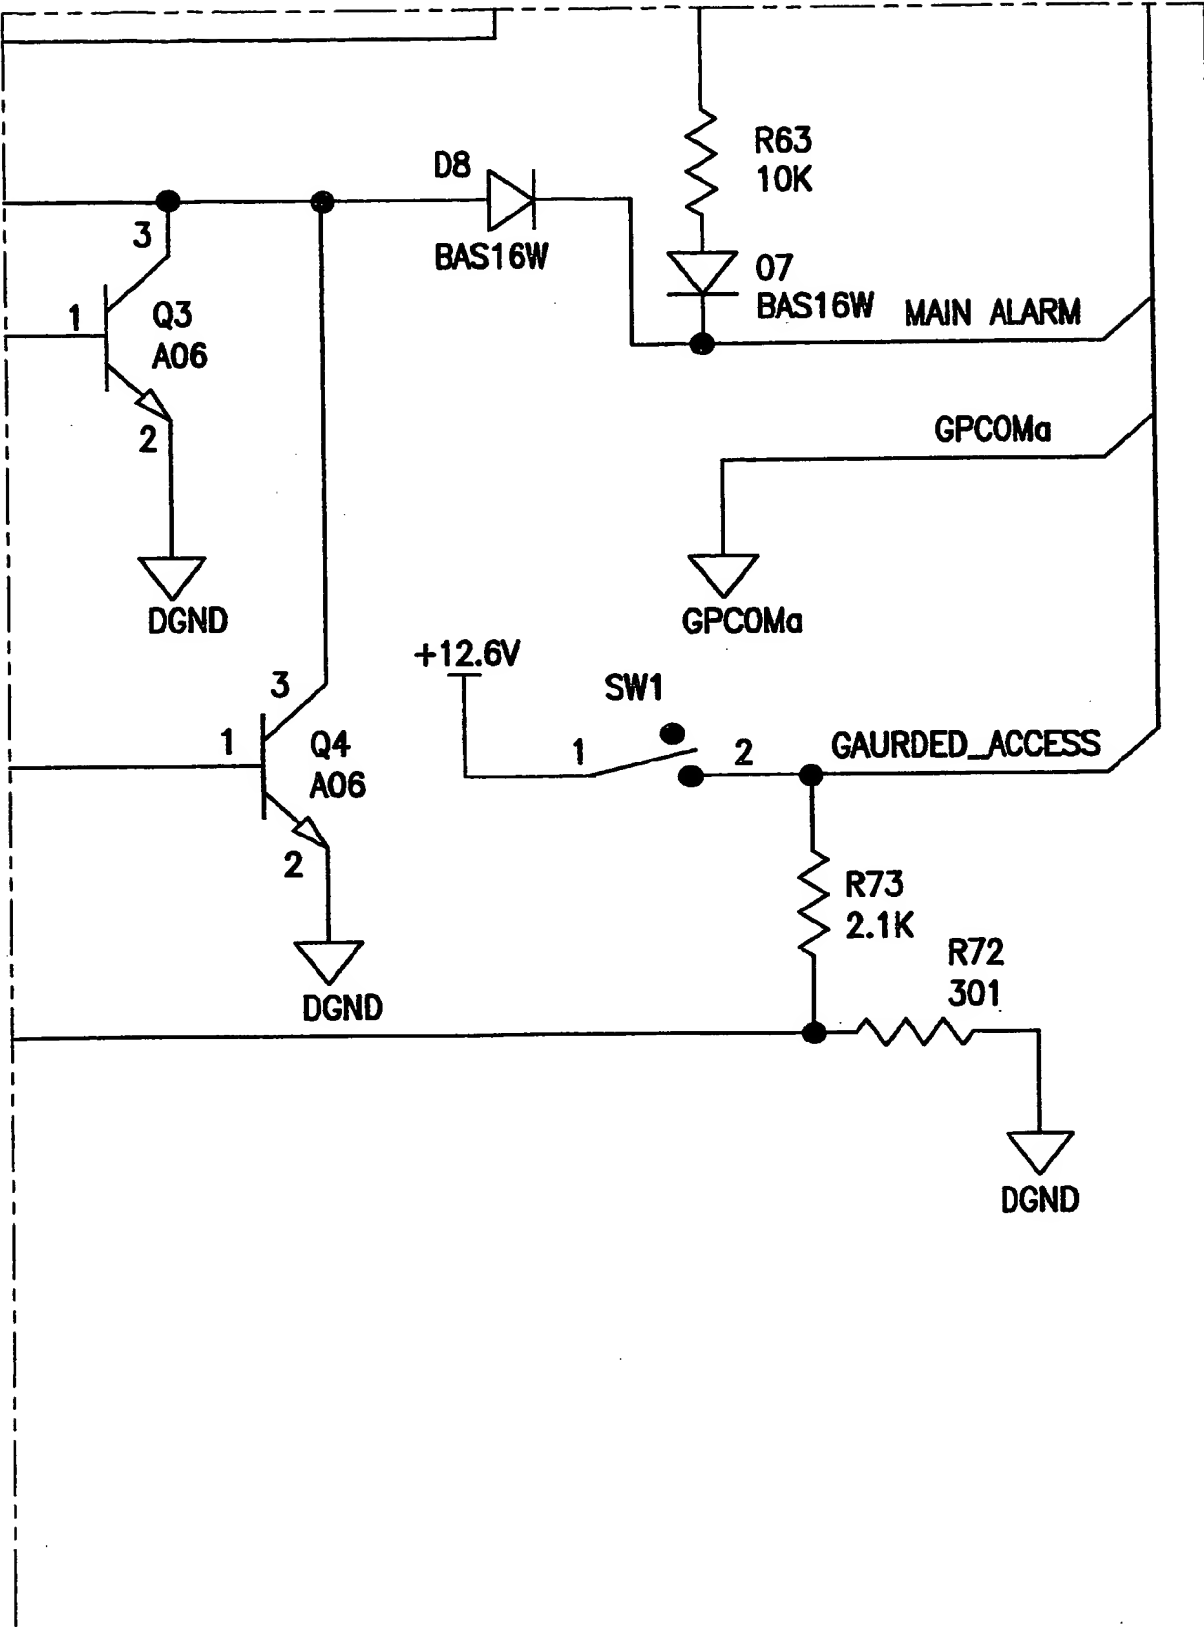 R63
10K
D8
BAS16W
3
1
Q3
A06
2
DGND
O7
BAS16W
MAIN ALARM
GPCOMa
GPCOMa
+12.6V
SW1
1
2
GAURDED_ACCESS
3
1
Q4
A06
2
DGND
R73
2.1K
R72
301
DGND